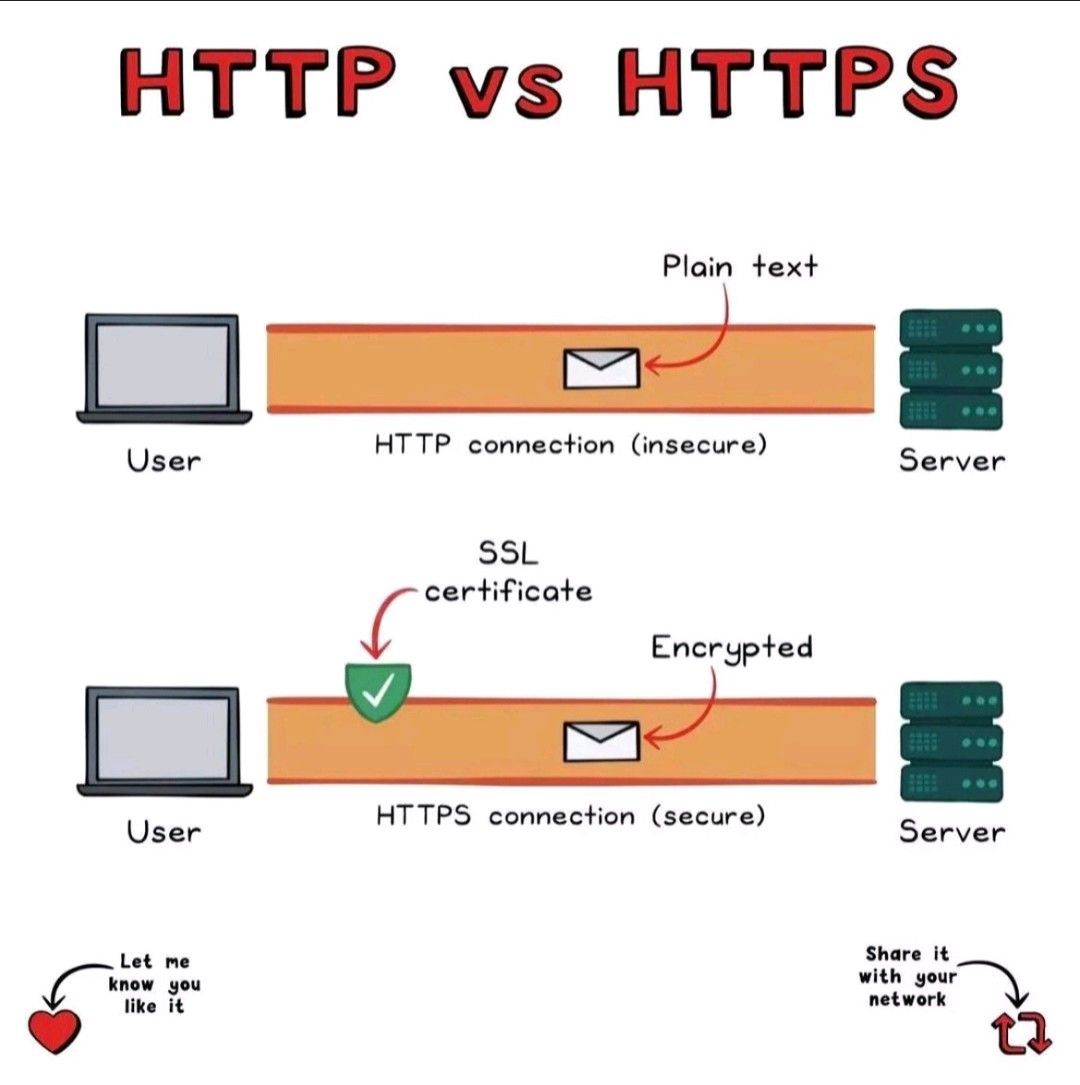 HTTP vs HTTPS
Plain text
HTTP connection (insecure)
User
Server
SSL
certificate
Encrypted
HTTPS connection (secure)
User
Server
Let me
know you
like it
Share it
with your
network